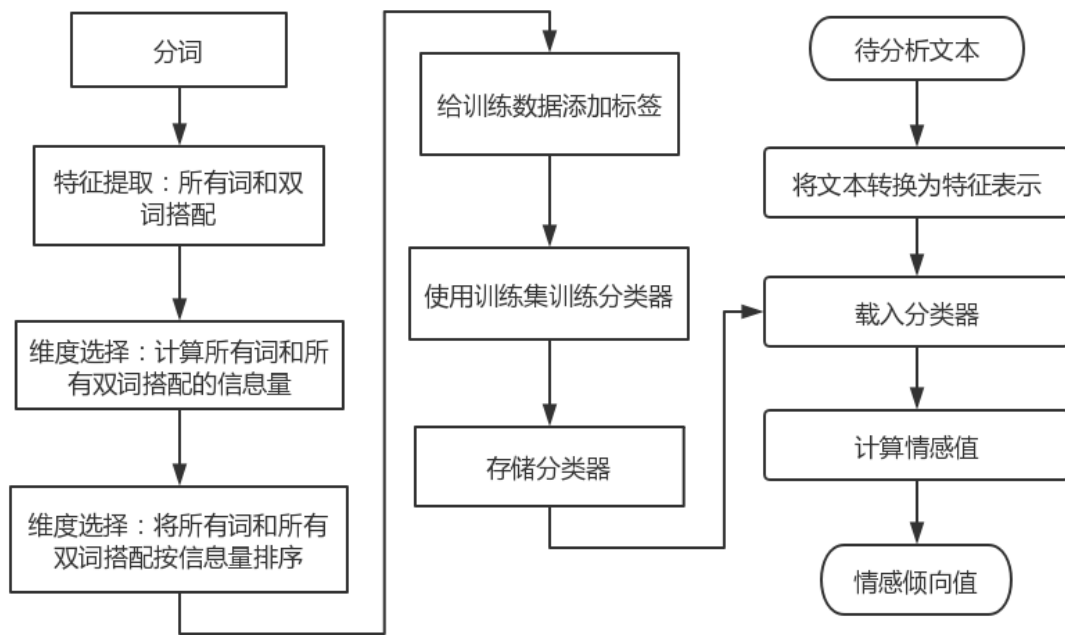 分词
特征提取：所有词和双
词搭配
维度选择：计算所有词和所
有双词搭配的信息量
维度选择：将所有词和所有
双词搭配按信息量排序
给训练数据添加标签
使用训练集训练分类器
存储分类器
待分析文本
将文本转换为特征表示
载入分类器
计算情感值
情感倾向值